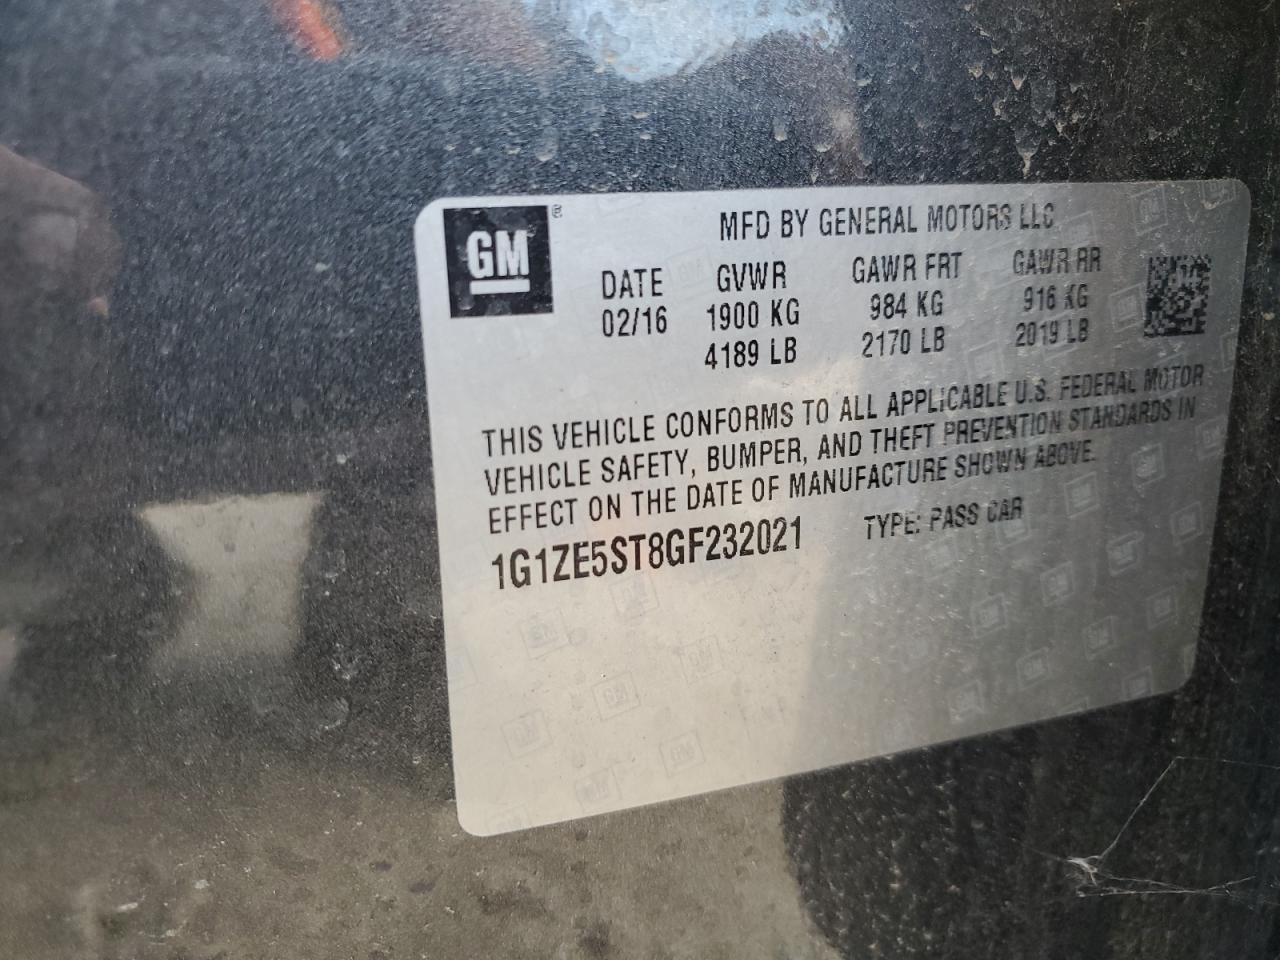 GM
®
MFD BY GENERAL MOTORS LLC
DATE GVWR GAWR FRT GAWR RR
02/16 1900 KG 984 KG 916 KG
4189 LB 2170 LB 2019 LB
THIS VEHICLE CONFORMS TO ALL APPLICABLE U.S. FEDERAL MOTOR
VEHICLE SAFETY, BUMPER, AND THEFT PREVENTION STANDARDS IN
EFFECT ON THE DATE OF MANUFACTURE SHOWN ABOVE.
1G1ZE5ST8GF232021 TYPE: PASS CAR